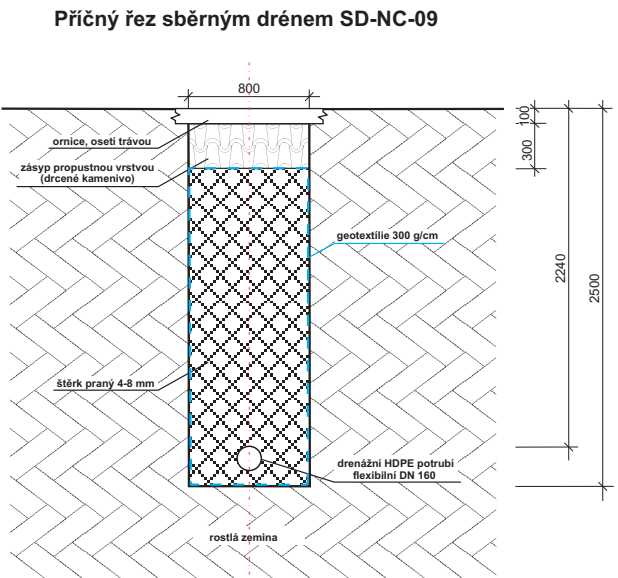 Příčný řez sběrným drénem SD-NC-09
800
100
ornice, osetí trávou
300
zásyp propustnou vrstvou
(drcené kamenivo)
geotextílie 300 g/cm
2240
2500
štěrk praný 4-8 mm
drenážní HDPE potrubí
flexibilní DN 160
rostlá zemina